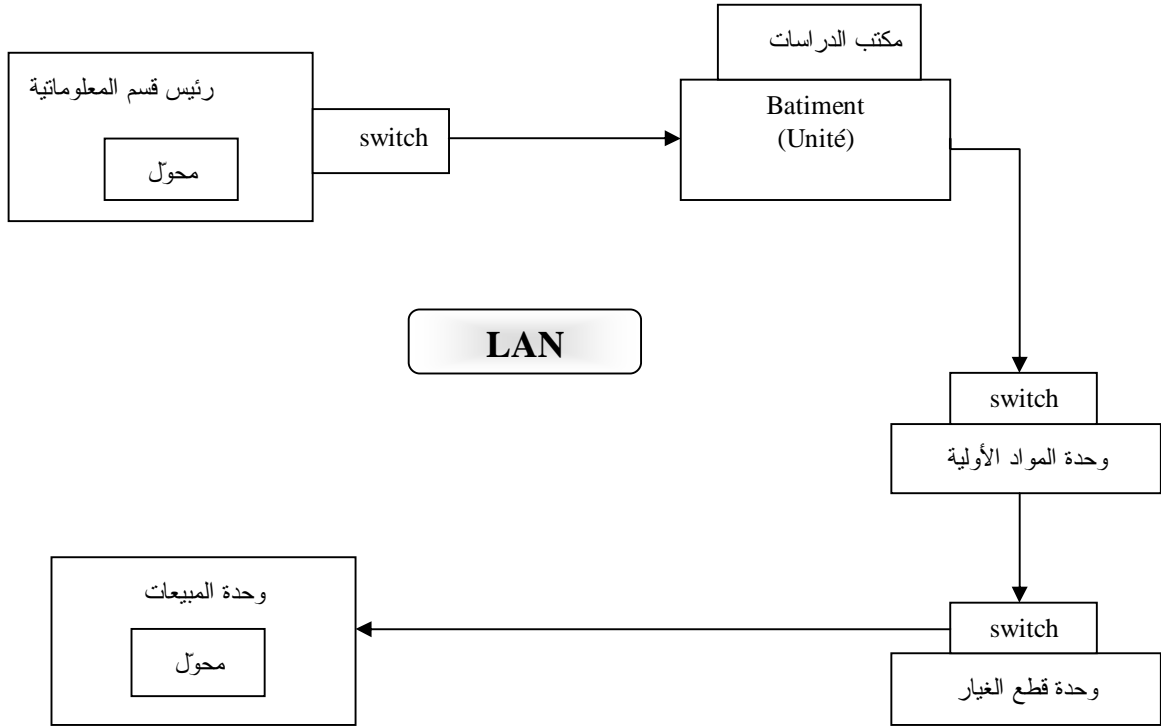 مكتب الدراسات
رئيس قسم المعلوماتية
محوّل
switch
Batiment
(Unité)
LAN
switch
وحدة المواد الأولية
وحدة المبيعات
محوّل
switch
وحدة قطع الغيار